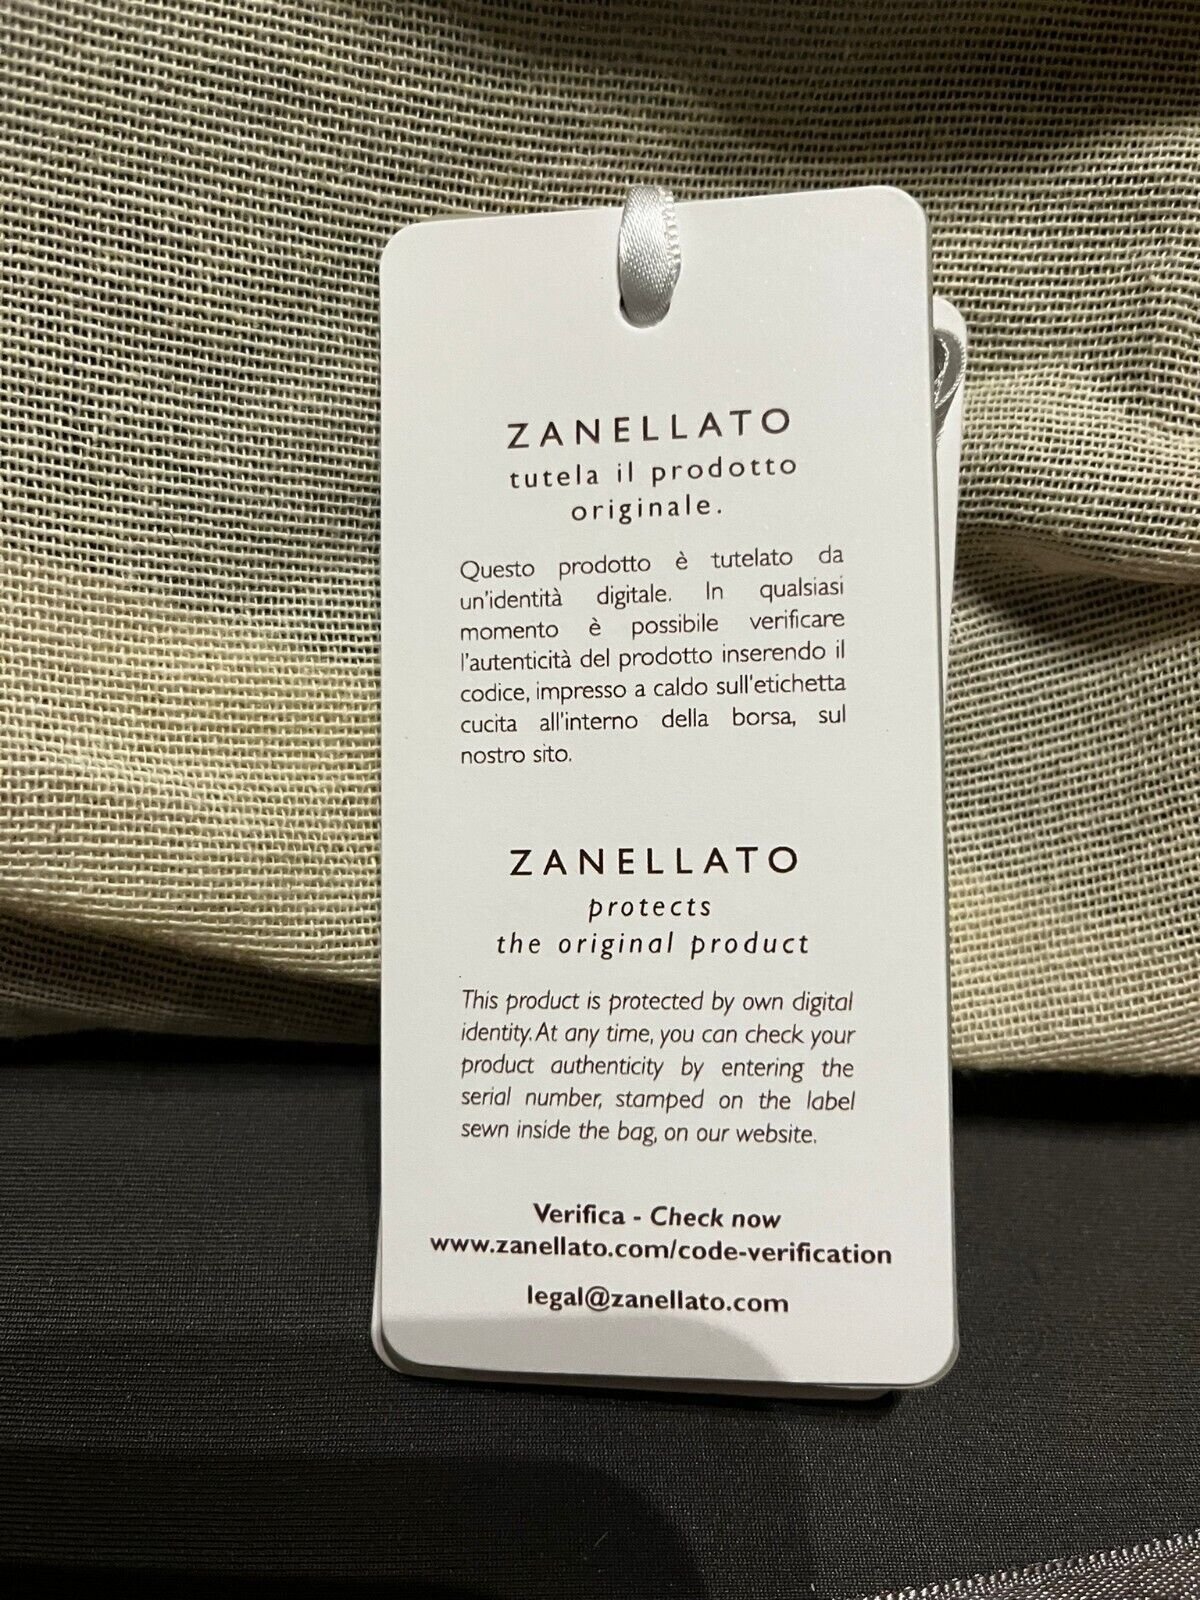 ZANELLATO
tutela il prodotto
originale.
Questo prodotto è tutelato da
un'identità digitale. In qualsiasi
momento è possibile verificare
l'autenticità del prodotto inserendo il
codice, impresso a caldo sull'etichetta
cucita all'interno della borsa, sul
nostro sito.
ZANELLATO
protects
the original product
This product is protected by own digital
identity. At any time, you can check your
product authenticity by entering the
serial number, stamped on the label
sewn inside the bag, on our website.
Verifica - Check now
www.zanellato.com/code-verification
legal@zanellato.com